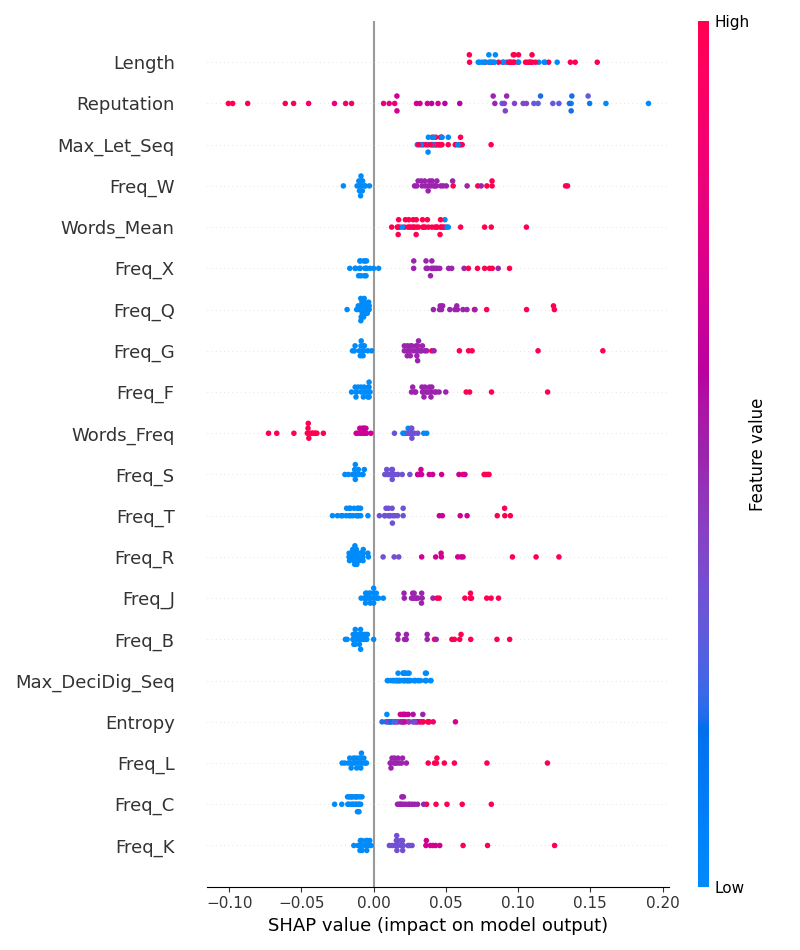 High
Length
Reputation
Max_Let_Seq
Freq_W
Words_Mean
Freq_X
Freq_Q
Freq_G
Freq_F
Words_Freq
Freq_S
Freq_T
Freq_R
Freq_J
Freq_B
Max_DeciDig_Seq
Entropy
Freq_L
Freq_C
Freq_K
Feature value
Low
−0.10 −0.05 0.00 0.05 0.10 0.15 0.20
SHAP value (impact on model output)